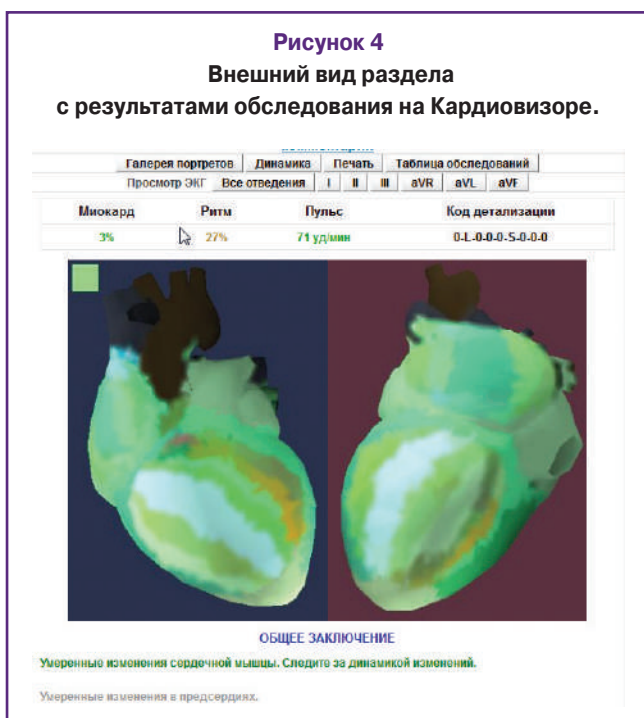 Рисунок 4
Внешний вид раздела
с результатами обследования на Кардиовизоре.
Галерея портретов Динамика Печать Таблица обследований
Просмотр ЭКГ Все отведения I II III aVR aVL aVF
Миокард Ритм Пульс Код детализации
3% 27% 71 уд/мин 0-L-0-0-0-S-0-0-0
ОБЩЕЕ ЗАКЛЮЧЕНИЕ
Умеренные изменения сердечной мышцы. Следите за динамикой изменений.
Умеренные изменения в предсердиях.